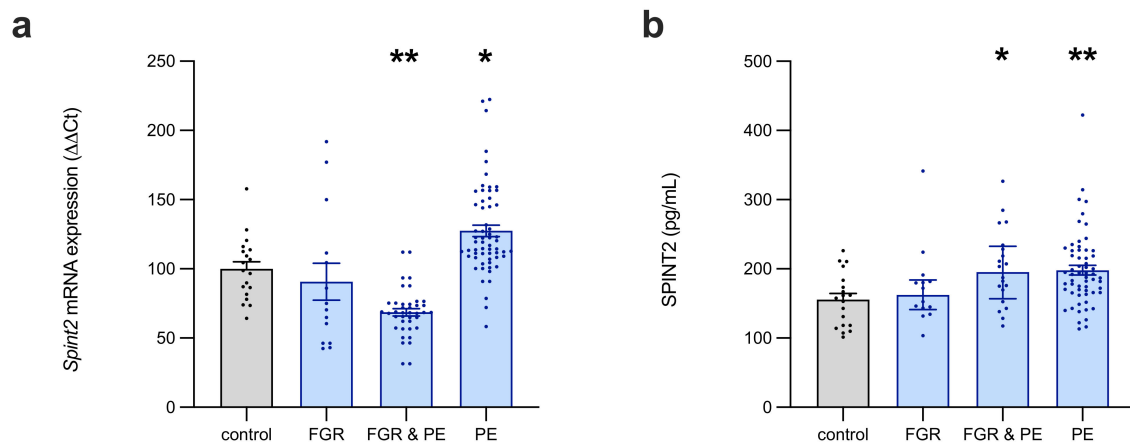 a
b
Spint2 mRNA expression (ΔΔCt)
250
200
150
100
50
0
** *
control FGR FGR & PE PE
SPINT2 (pg/mL)
500
400
300
200
100
0
* **
control FGR FGR & PE PE